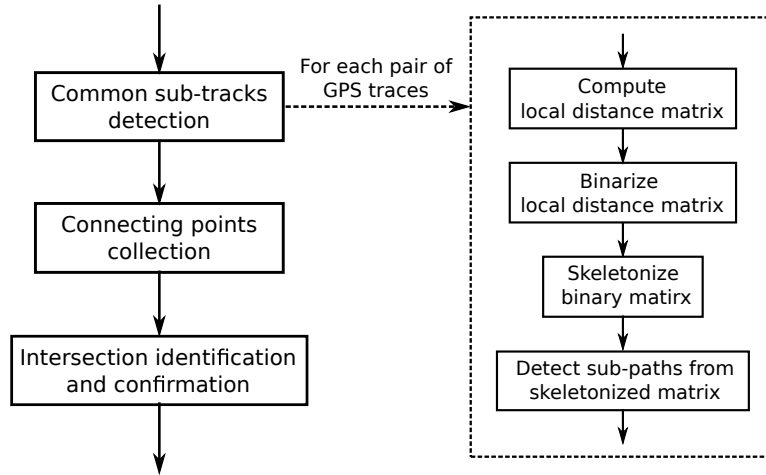 Common sub-tracks
detection
For each pair of
GPS traces
Connecting points
collection
Intersection identification
and confirmation
Compute
local distance matrix
Binarize
local distance matrix
Skeletonize
binary matirx
Detect sub-paths from
skeletonized matrix